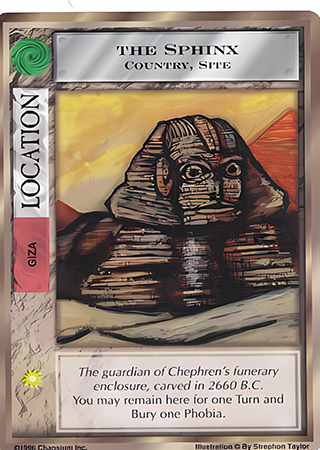 THE SPHINX
COUNTRY, SITE
LOCATION
GIZA
The guardian of Chephren's funerary
enclosure, carved in 2660 B.C.
You may remain here for one Turn and
Bury one Phobia.
©1996 Chaosium Inc.
Illustration © By Strephon Taylor